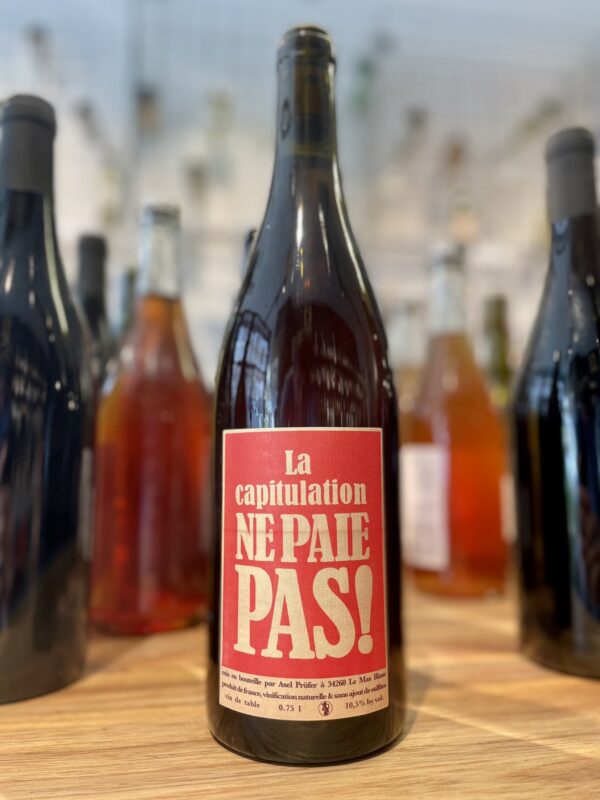 La
capitulation
NE PAIE
PAS!
mis en bouteille par Axel Prüfer à 34260 Le Mas Blanc
produit de france, vinification naturelle & sans ajout de sulfites
vin de table 0.75 l 10,5% by vol.